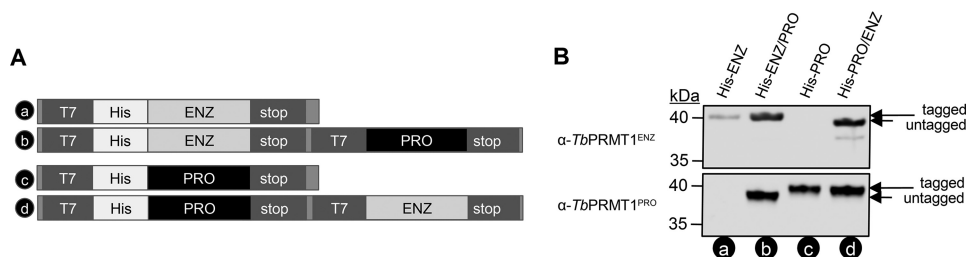 A
a T7 His ENZ stop
b T7 His ENZ stop T7 PRO stop
c T7 His PRO stop
d T7 His PRO stop T7 ENZ stop
B
His-ENZ
His-ENZ/PRO
His-PRO
His-PRO/ENZ
kDa
α-TbPRMT1ENZ
40
35
tagged
untagged
α-TbPRMT1PRO
40
35
tagged
untagged
a b c d